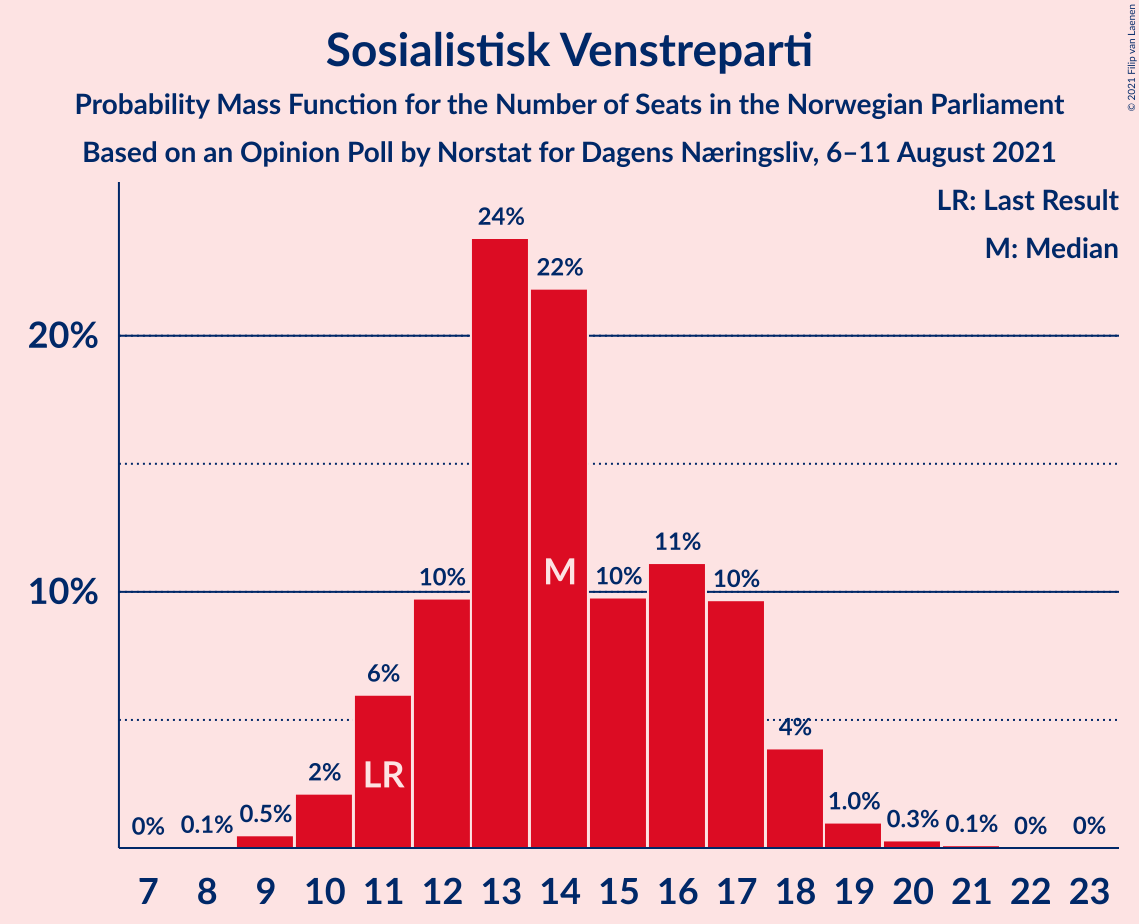 Sosialistisk Venstreparti
Probability Mass Function for the Number of Seats in the Norwegian Parliament
Based on an Opinion Poll by Norstat for Dagens Næringsliv, 6–11 August 2021
© 2021 Filip van Laenen
LR: Last Result
M: Median
20%
10%
0%
0.1%
0.5%
2%
6%
10%
24%
22%
10%
11%
10%
4%
1.0%
0.3%
0.1%
0%
0%
LR
M
7 8 9 10 11 12 13 14 15 16 17 18 19 20 21 22 23